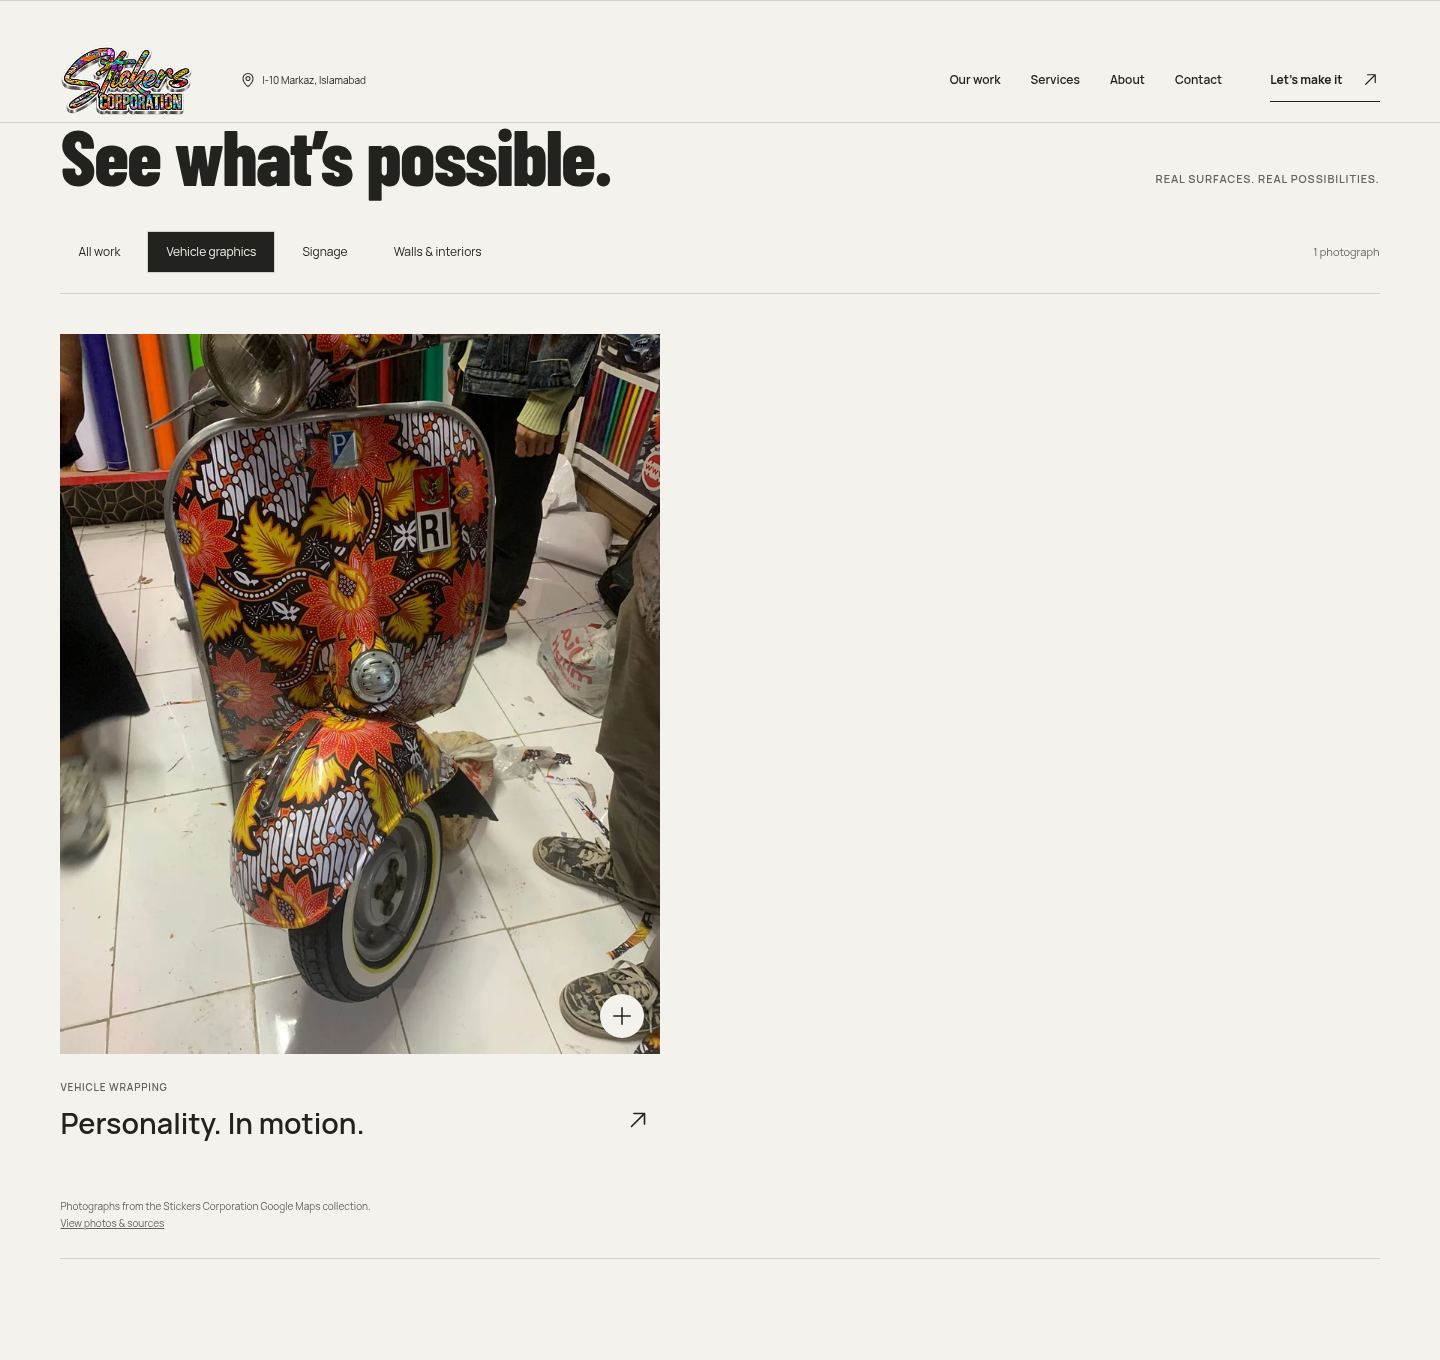 Stickers
CORPORATION
I-10 Markaz, Islamabad
Our work
Services
About
Contact
Let's make it
See what's possible.
REAL SURFACES. REAL POSSIBILITIES.
All work
Vehicle graphics
Signage
Walls & interiors
1 photograph
P
RI
VEHICLE WRAPPING
Personality. In motion.
Photographs from the Stickers Corporation Google Maps collection.
View photos & sources